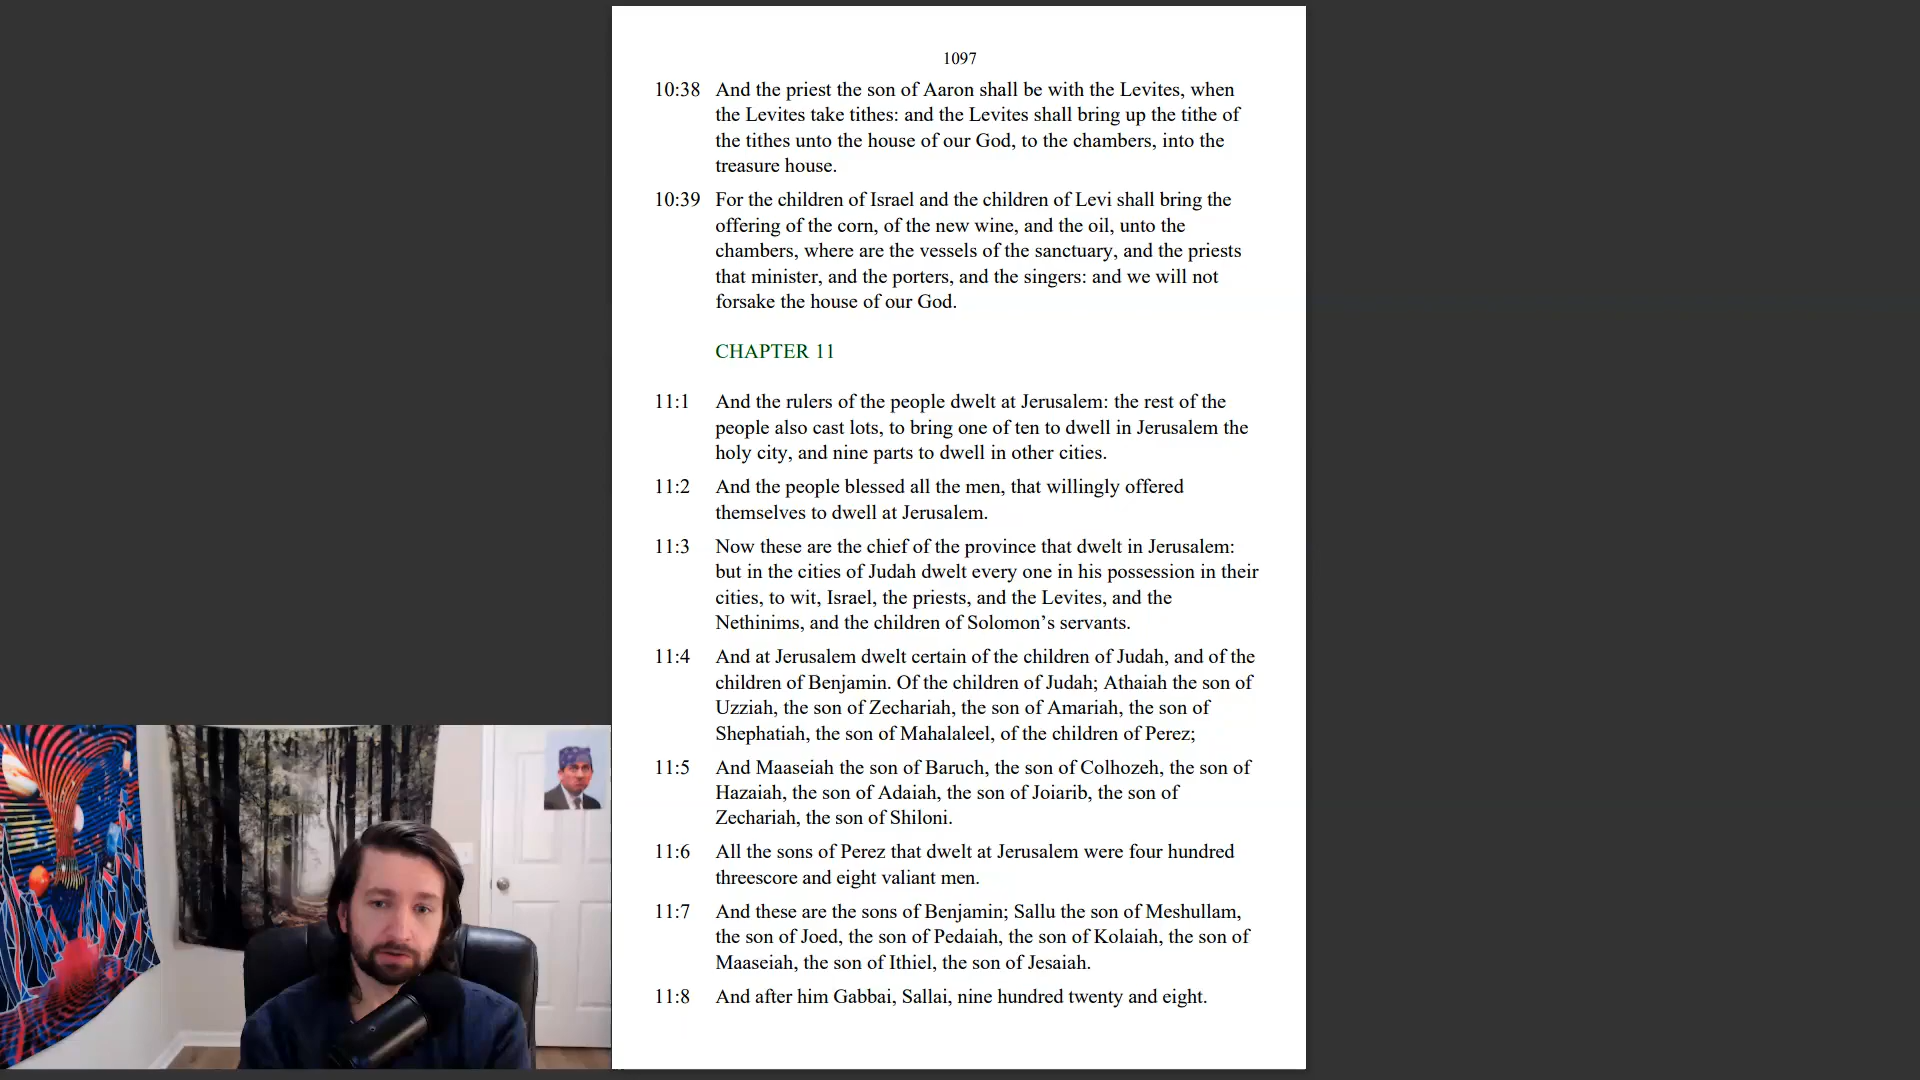 1097
10:38 And the priest the son of Aaron shall be with the Levites, when
the Levites take tithes: and the Levites shall bring up the tithe of
the tithes unto the house of our God, to the chambers, into the
treasure house.
10:39 For the children of Israel and the children of Levi shall bring the
offering of the corn, of the new wine, and the oil, unto the
chambers, where are the vessels of the sanctuary, and the priests
that minister, and the porters, and the singers: and we will not
forsake the house of our God.
CHAPTER 11
11:1 And the rulers of the people dwelt at Jerusalem: the rest of the
people also cast lots, to bring one of ten to dwell in Jerusalem the
holy city, and nine parts to dwell in other cities.
11:2 And the people blessed all the men, that willingly offered
themselves to dwell at Jerusalem.
11:3 Now these are the chief of the province that dwelt in Jerusalem:
but in the cities of Judah dwelt every one in his possession in their
cities, to wit, Israel, the priests, and the Levites, and the
Nethinims, and the children of Solomon’s servants.
11:4 And at Jerusalem dwelt certain of the children of Judah, and of the
children of Benjamin. Of the children of Judah; Athaiah the son of
Uzziah, the son of Zechariah, the son of Amariah, the son of
Shephatiah, the son of Mahalaleel, of the children of Perez;
11:5 And Maaseiah the son of Baruch, the son of Colhozeh, the son of
Hazaiah, the son of Adaiah, the son of Joiarib, the son of
Zechariah, the son of Shiloni.
11:6 All the sons of Perez that dwelt at Jerusalem were four hundred
threescore and eight valiant men.
11:7 And these are the sons of Benjamin; Sallu the son of Meshullam,
the son of Joed, the son of Pedaiah, the son of Kolaiah, the son of
Maaseiah, the son of Ithiel, the son of Jesaiah.
11:8 And after him Gabbai, Sallai, nine hundred twenty and eight.